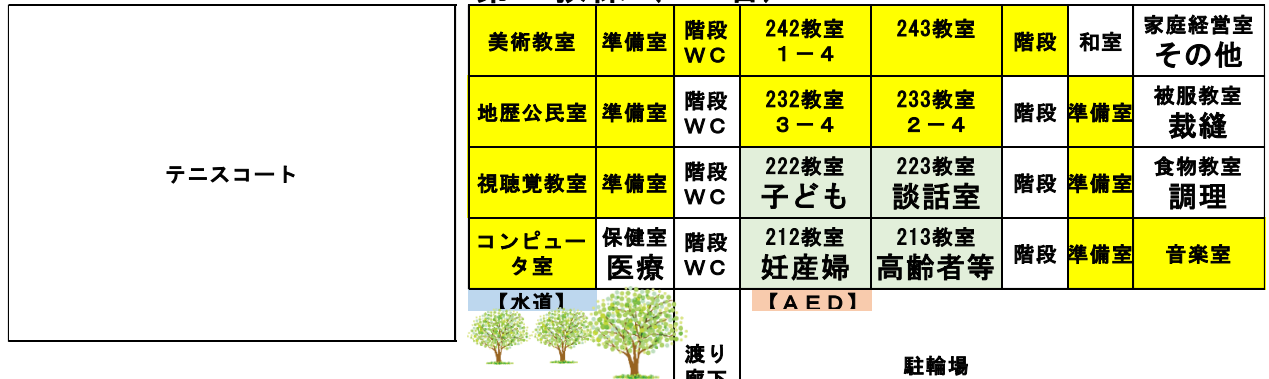 美術教室 準備室 階段 242教室 243教室 階段 和室 家庭経営室
ＷＣ １－４ その他
地歴公民室 準備室 階段 232教室 233教室 階段 準備室 被服教室
ＷＣ ３－４ ２－４ 裁縫
テニスコート
視聴覚教室 準備室 階段 222教室 223教室 階段 準備室 食物教室
ＷＣ 子ども 談話室 調理
コンピュー 保健室 階段 212教室 213教室 階段 準備室 音楽室
タ室 医療 ＷＣ 妊産婦 高齢者等
【水道】 【ＡＥＤ】
渡り
廊下
駐輪場